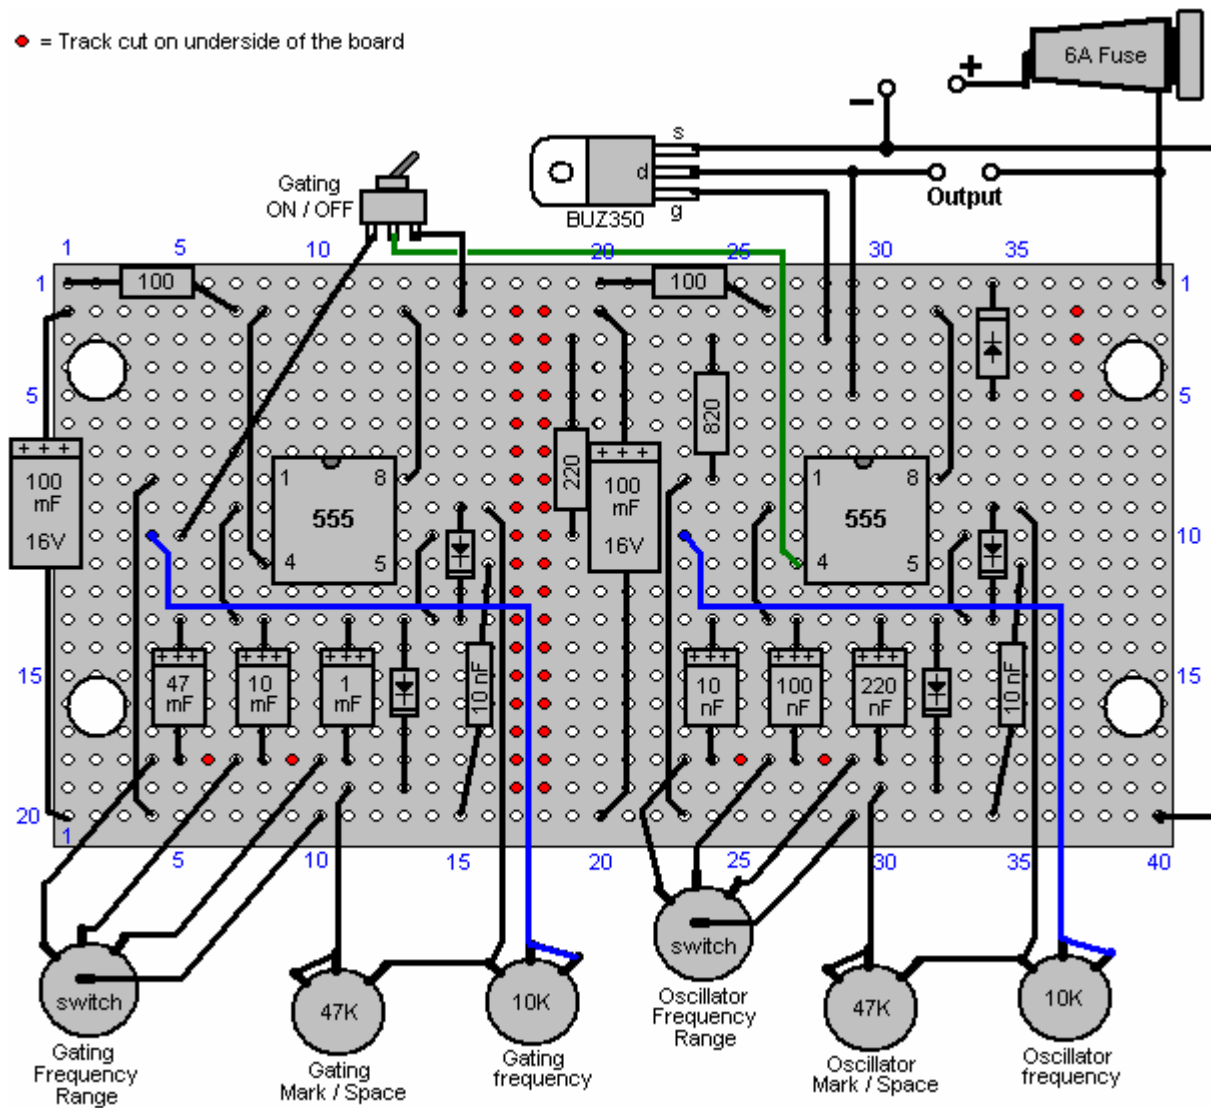 = Track cut on underside of the board
6A Fuse
+
−
s
d
g
BUZ350
Output
Gating
ON / OFF
1 5 10 20 25 30 35
1 100 100 1
5 5
820
220
+ + +
100
mF
16V
+ + +
100
mF
16V
1 8
555
4 5
1 8
555
4 5
10
15 15
+++
47
mF
+++
10
mF
+++
1
mF
10 nF
+++
10
nF
+++
100
nF
+++
220
nF
10 nF
20 20
1 5 10 15 20 25 30 35 40
switch
Gating
Frequency
Range
47K
Gating
Mark / Space
10K
Gating
frequency
switch
Oscillator
Frequency
Range
47K
Oscillator
Mark / Space
10K
Oscillator
frequency